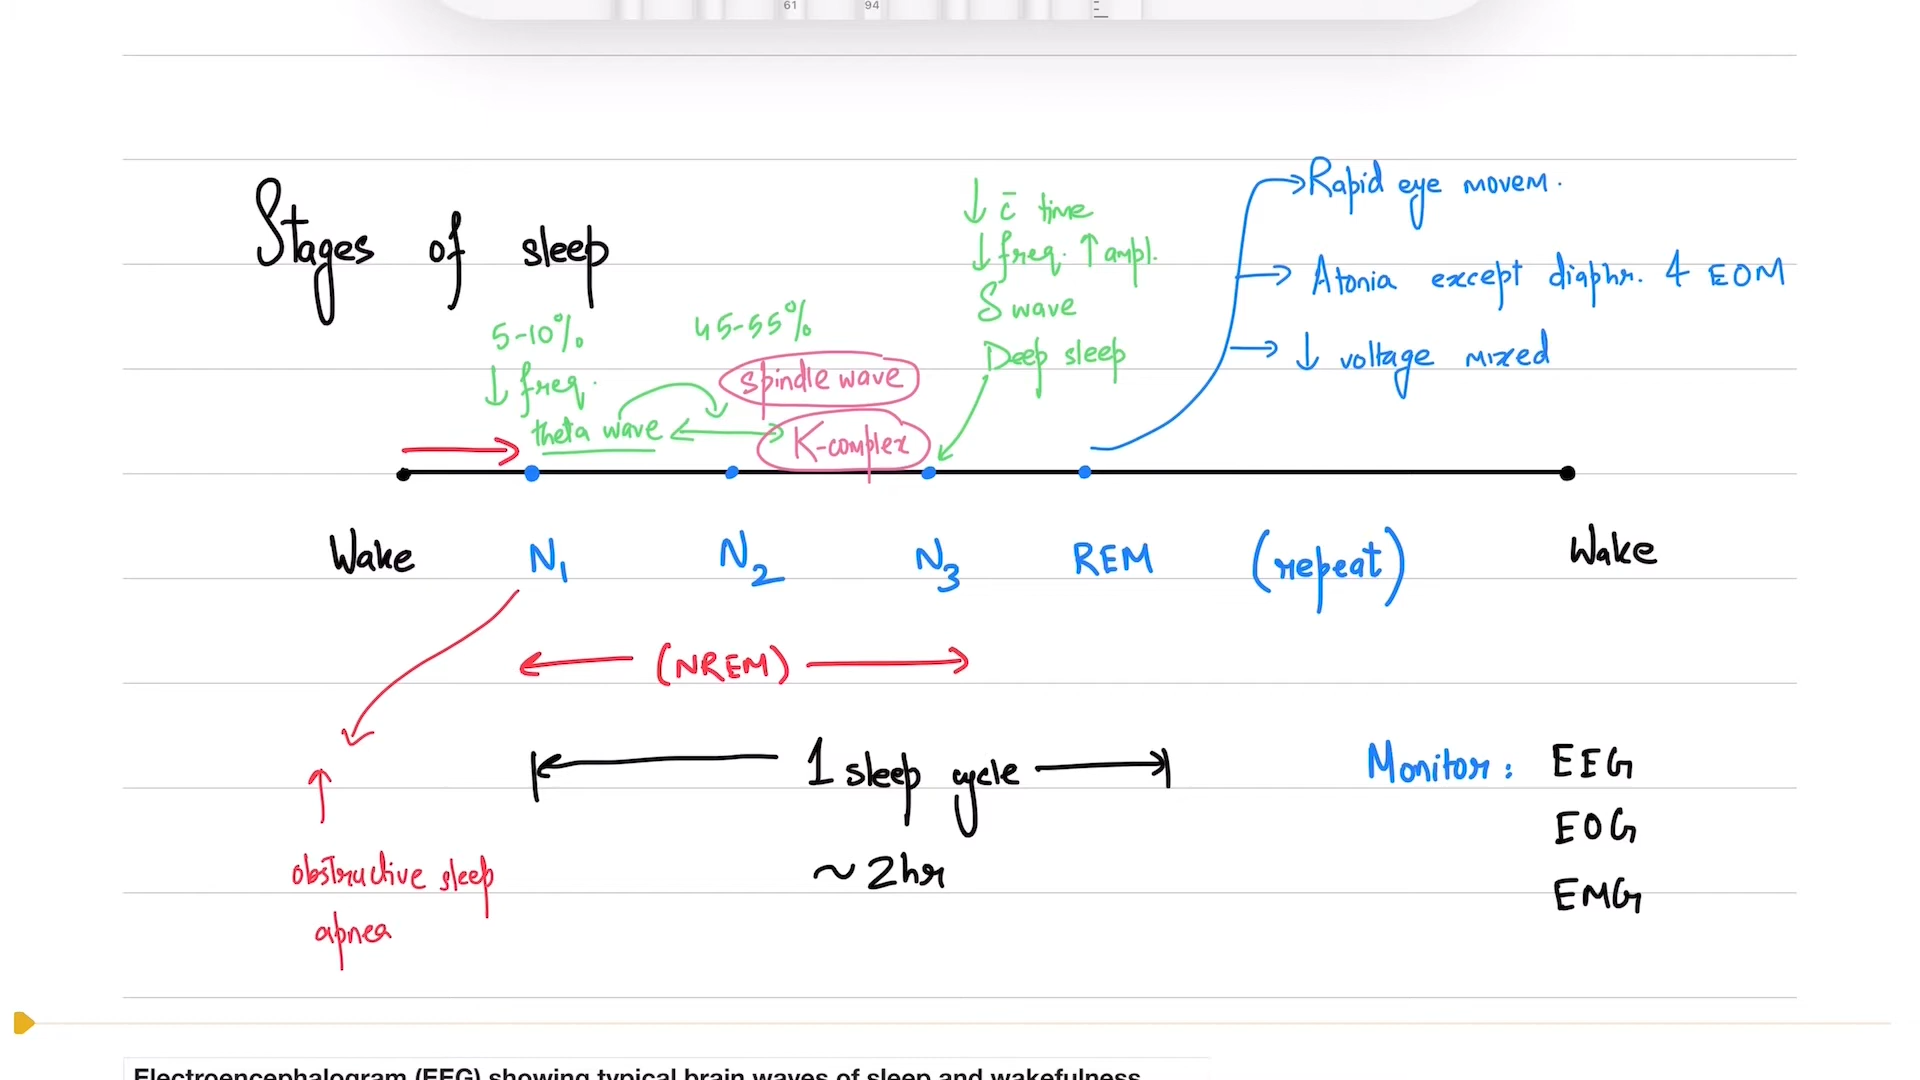 61 94
Stages of sleep
5-10%
↓ freq.
theta wave
45-55%
spindle wave
K-complex
↓ c̄ time
↓ freq. ↑ ampl.
δ wave
Deep sleep
→ Rapid eye movem.
→ Atonia except diaphr. & EOM
→ ↓ voltage mixed
Wake N1 N2 N3 REM (repeat) Wake
(NREM)
1 sleep cycle
~ 2hr
↑
obstructive sleep
apnea
Monitor: EEG
EOG
EMG
Electroencephalogram (EEG) showing typical brain waves of sleep and wakefulness